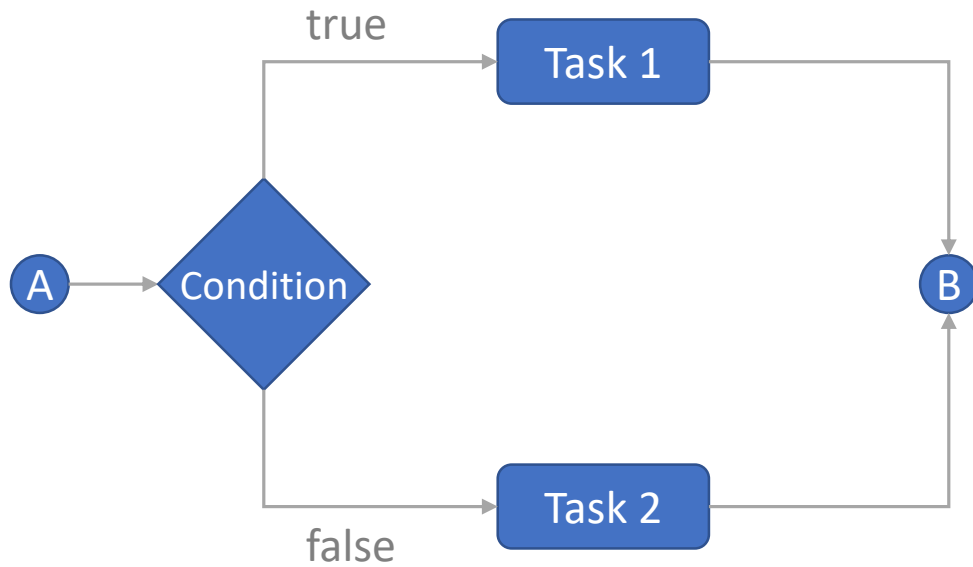 true
Task 1
A
Condition
B
Task 2
false